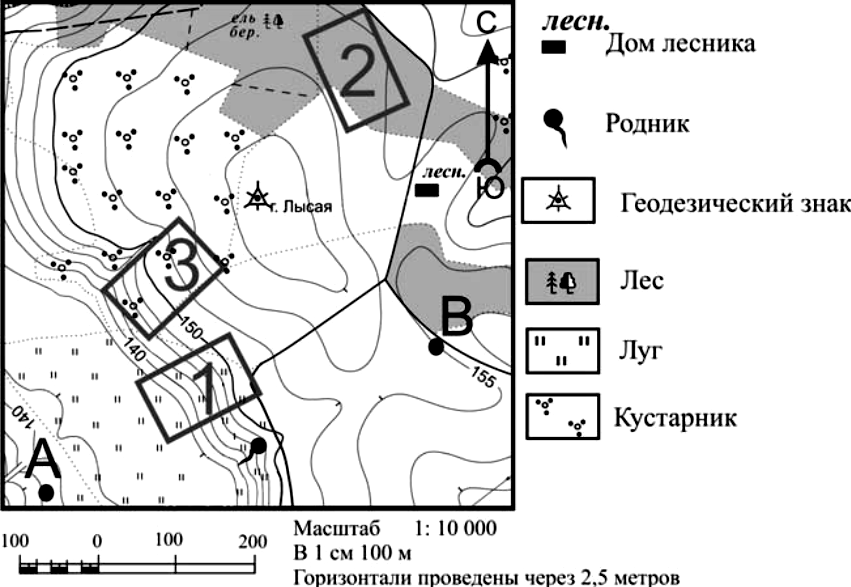 ель
бер.
С
2
лесн.
Ю
г. Лысая
3
150
140
1
B
155
140
A
лесн.
Дом лесника
Родник
Геодезический знак
Лес
Луг
Кустарник
100 0 100 200
Масштаб 1: 10 000
В 1 см 100 м
Горизонтали проведены через 2,5 метров